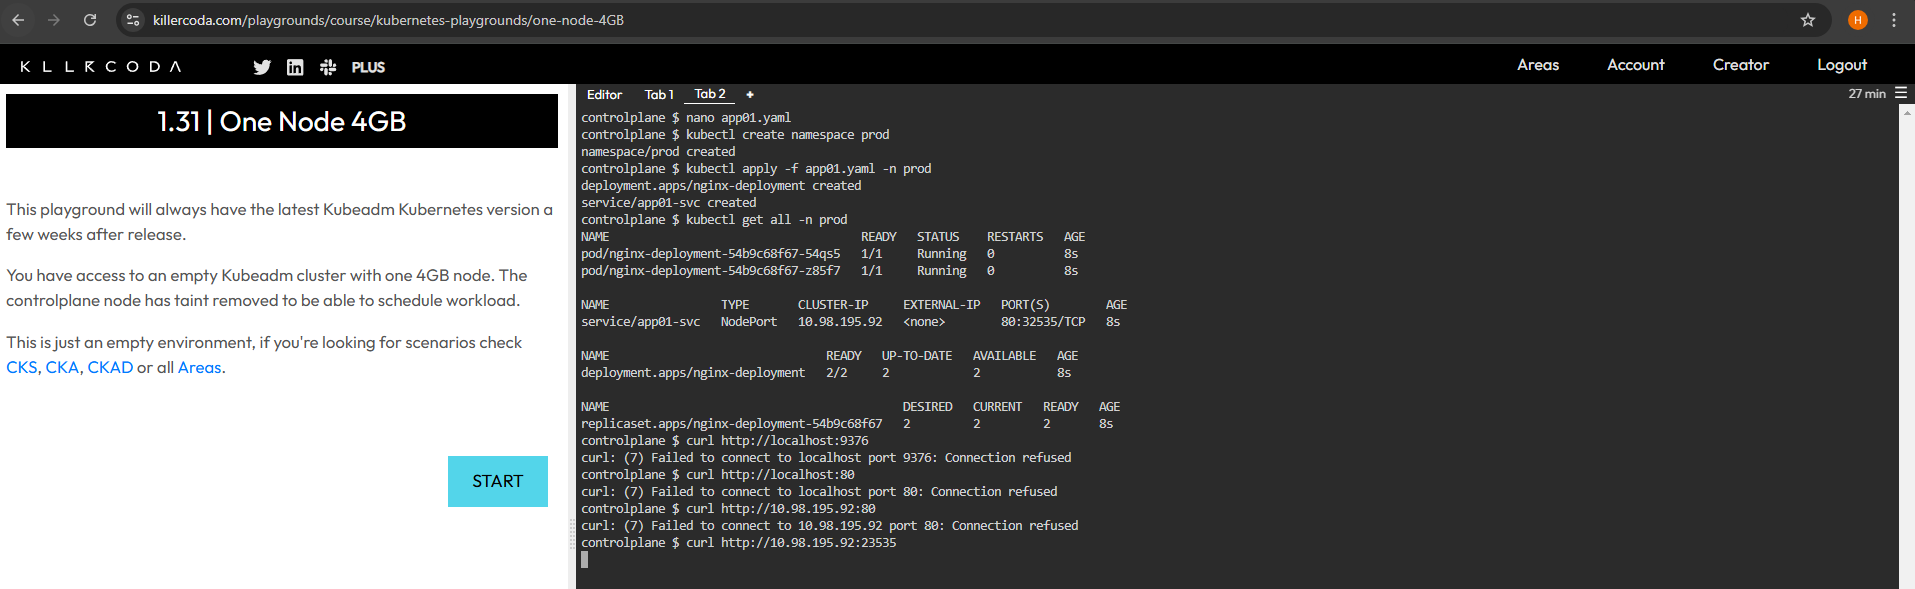 killercoda.com/playgrounds/course/kubernetes-playgrounds/one-node-4GB
H
KLLRCODA
PLUS
Areas
Account
Creator
Logout
1.31 | One Node 4GB
This playground will always have the latest Kubeadm Kubernetes version a
few weeks after release.
You have access to an empty Kubeadm cluster with one 4GB node. The
controlplane node has taint removed to be able to schedule workload.
This is just an empty environment, if you're looking for scenarios check
CKS, CKA, CKAD or all Areas.
START
Editor Tab 1 Tab 2 +
27 min
controlplane $ nano app01.yaml
controlplane $ kubectl create namespace prod
namespace/prod created
controlplane $ kubectl apply -f app01.yaml -n prod
deployment.apps/nginx-deployment created
service/app01-svc created
controlplane $ kubectl get all -n prod
NAME READY STATUS RESTARTS AGE
pod/nginx-deployment-54b9c68f67-54qs5 1/1 Running 0 8s
pod/nginx-deployment-54b9c68f67-z85f7 1/1 Running 0 8s
NAME TYPE CLUSTER-IP EXTERNAL-IP PORT(S) AGE
service/app01-svc NodePort 10.98.195.92 <none> 80:32535/TCP 8s
NAME READY UP-TO-DATE AVAILABLE AGE
deployment.apps/nginx-deployment 2/2 2 2 8s
NAME DESIRED CURRENT READY AGE
replicaset.apps/nginx-deployment-54b9c68f67 2 2 2 8s
controlplane $ curl http://localhost:9376
curl: (7) Failed to connect to localhost port 9376: Connection refused
controlplane $ curl http://localhost:80
curl: (7) Failed to connect to localhost port 80: Connection refused
controlplane $ curl http://10.98.195.92:80
curl: (7) Failed to connect to 10.98.195.92 port 80: Connection refused
controlplane $ curl http://10.98.195.92:23535